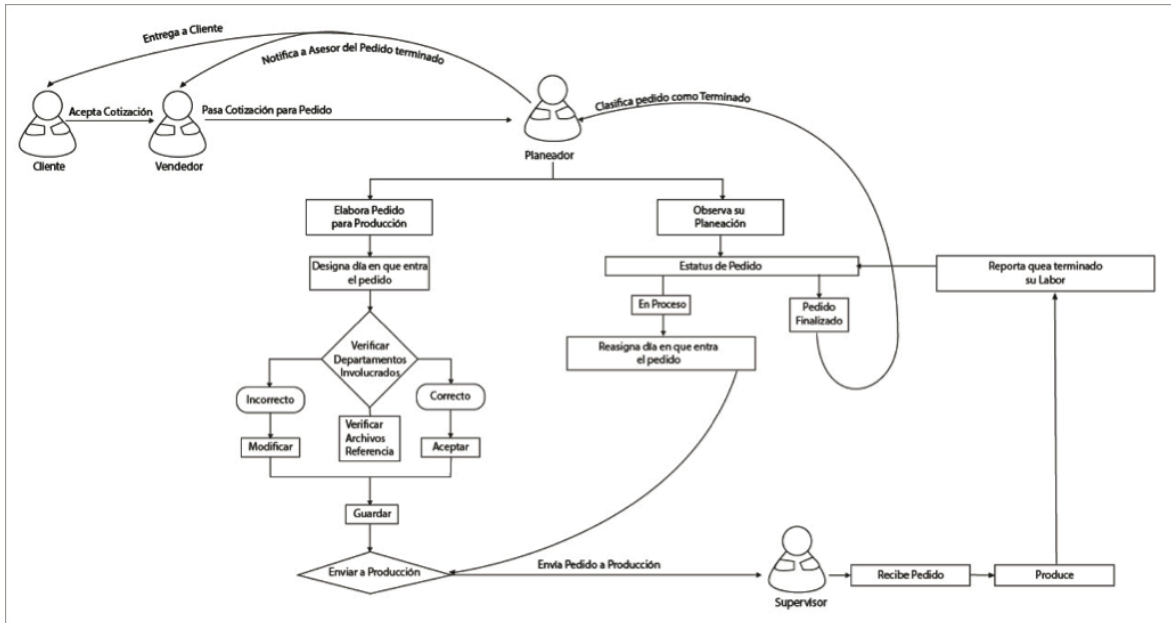 Entrega a Cliente
Notifica a Asesor del Pedido terminado
Clasifica pedido como Terminado
Acepta Cotización
Pasa Cotización para Pedido
Cliente
Vendedor
Planeador
Elabora Pedido
para Producción
Observa su
Planeación
Designa día en que entra
el pedido
Estatus de Pedido
Reporta quea terminado
su Labor
En Proceso
Pedido
Finalizado
Verificar
Departamentos
Involucrados
Reasigna día en que entra
el pedido
Incorrecto
Correcto
Verificar
Archivos
Referencia
Modificar
Aceptar
Guardar
Enviar a Producción
Envía Pedido a Producción
Supervisor
Recibe Pedido
Produce